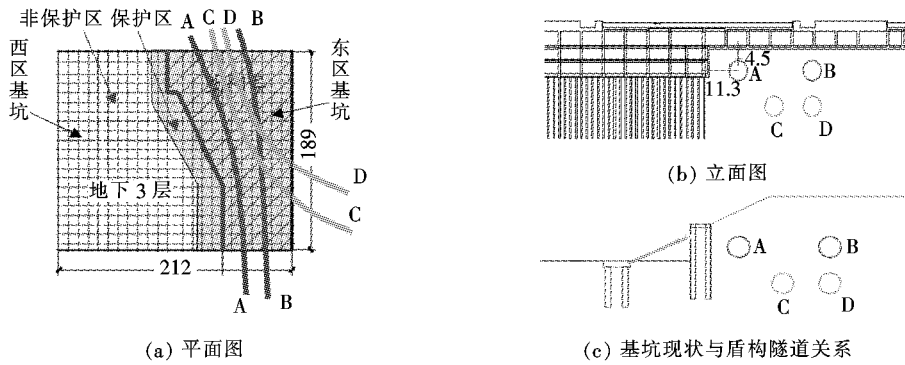 非保护区 保护区 A C D B
西区基坑
东区基坑
189
D
C
地下 3 层
212
A B
(a) 平面图
4.5
A
B
11.3
C
D
(b) 立面图
A
B
C
D
(c) 基坑现状与盾构隧道关系